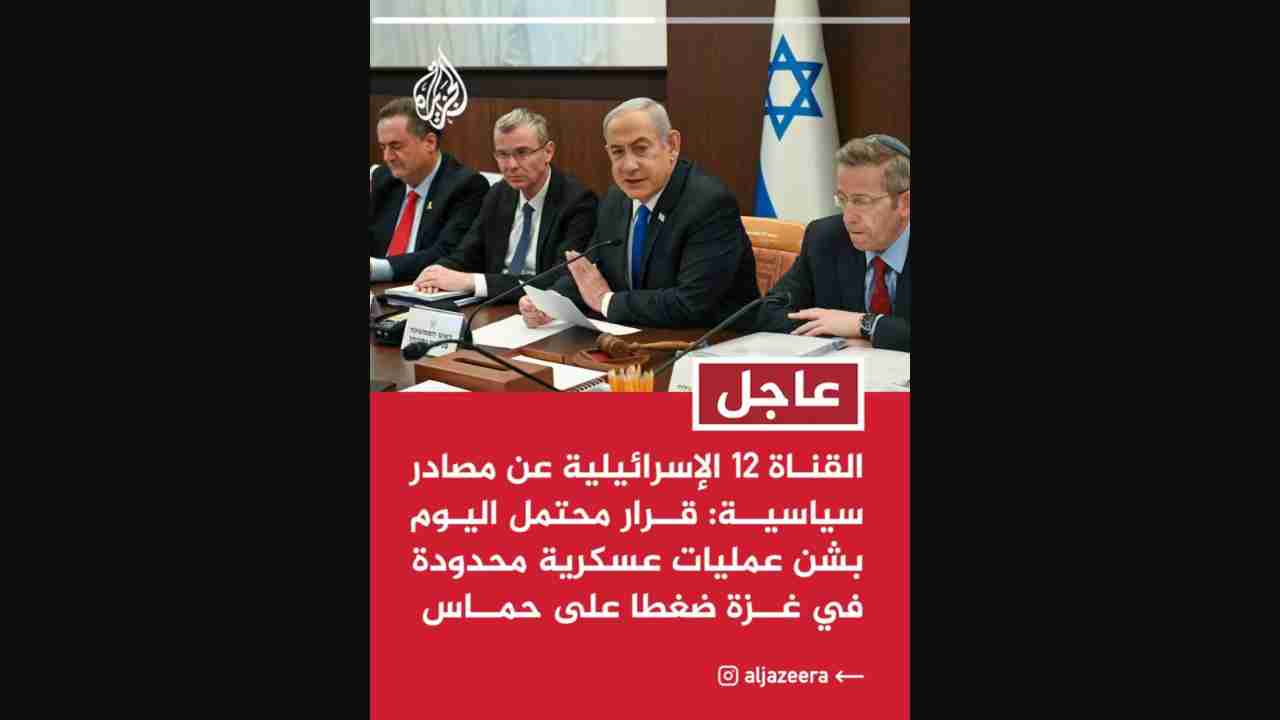 الجزيرة
عاجل
القناة 12 الإسرائيلية عن مصادر
سياسية: قرار محتمل اليوم
بشن عمليات عسكرية محدودة
في غزة ضغطا على حماس
aljazeera